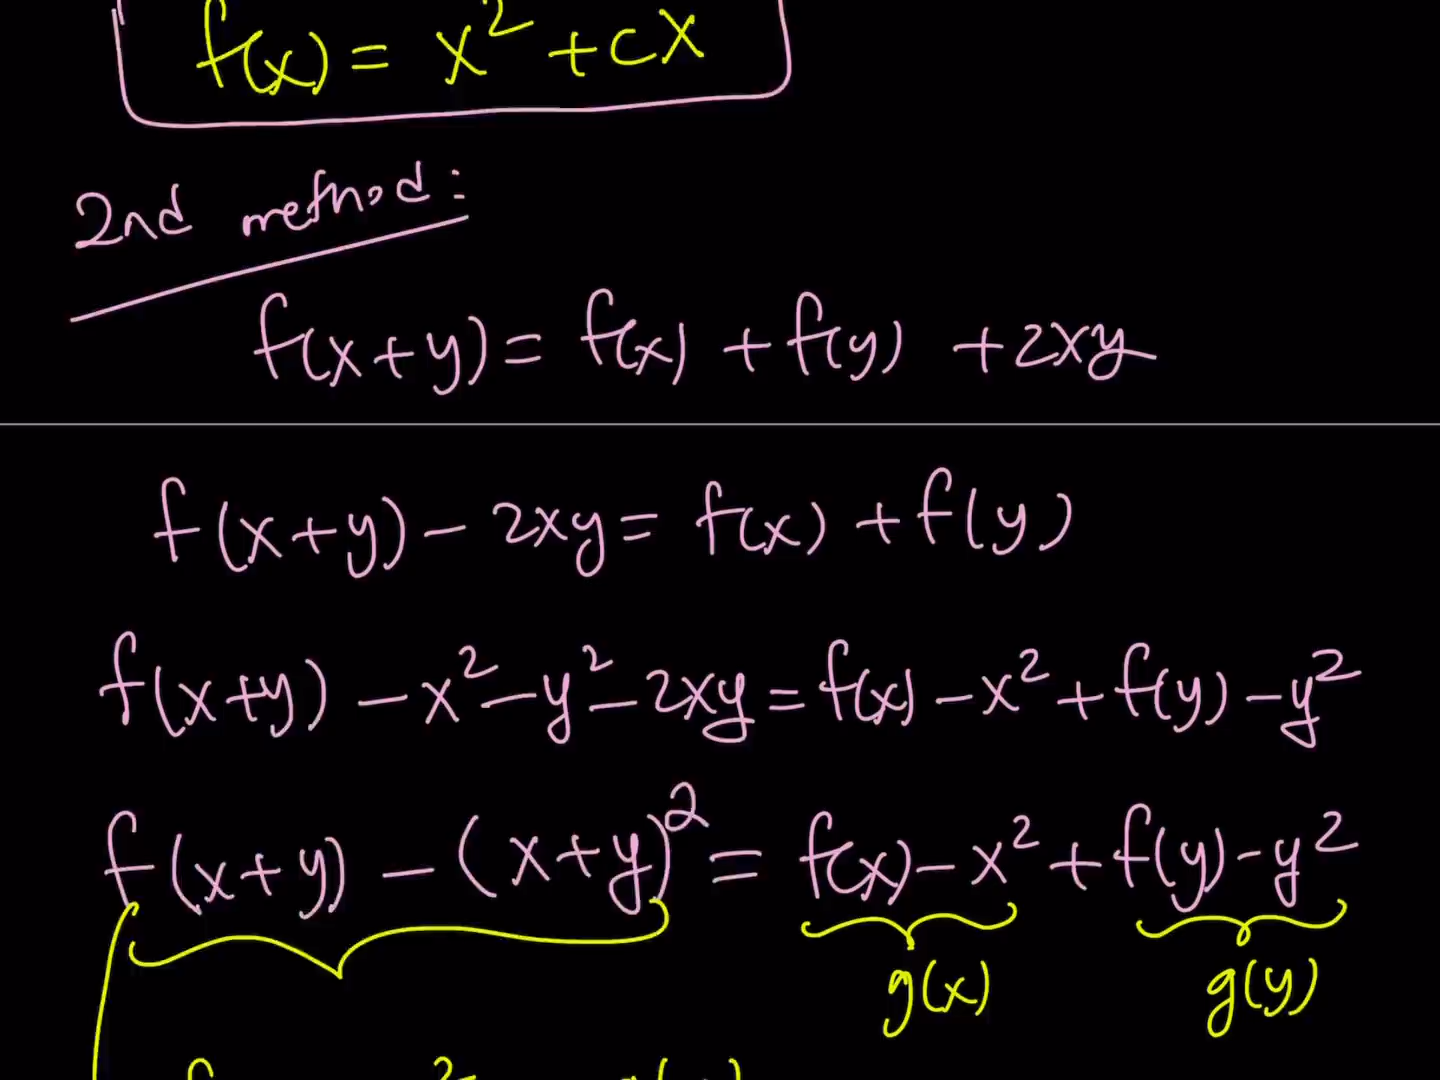 f(x) = x² + cx
2nd method:
f(x+y) = f(x) + f(y) + 2xy
f(x+y) - 2xy = f(x) + f(y)
f(x+y) - x² - y² - 2xy = f(x) - x² + f(y) - y²
f(x+y) - (x+y)² = f(x) - x² + f(y) - y²
g(x) g(y)